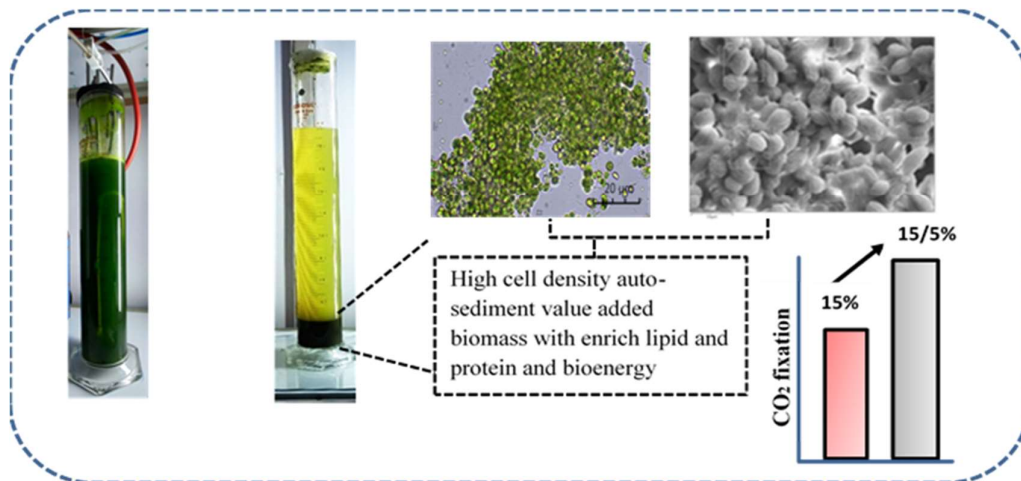 20 μm
High cell density auto-
sediment value added
biomass with enrich lipid and
protein and bioenergy
15/5%
15%
CO₂ fixation